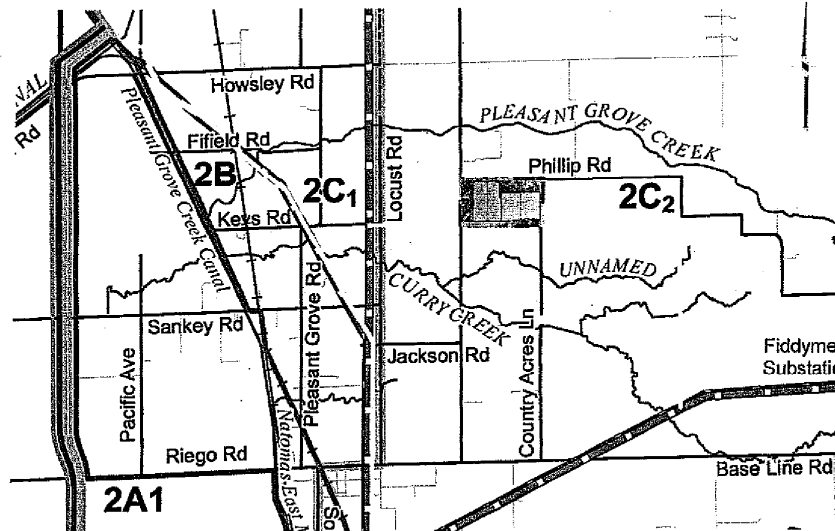 NAL
Rd
Howsley Rd
PLEASANT GROVE CREEK
Pleasant Grove Creek Canal
Fifield Rd
Locust Rd
Phillip Rd
2B
2C1
2C2
Keys Rd
UNNAMED
CURRY CREEK
Pleasant Grove Rd
Sankey Rd
Jackson Rd
Country Acres Ln
Fiddyme
Substatio
Pacific Ave
Natomas East M
Riego Rd
Base Line Rd
2A1
So